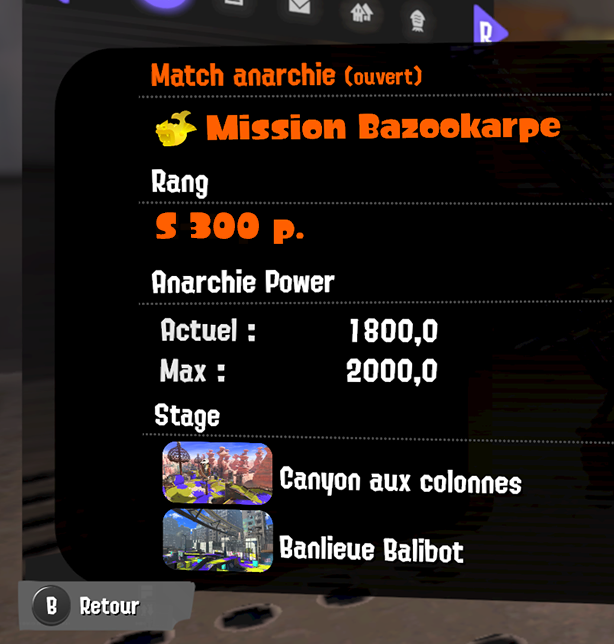 R
Match anarchie (ouvert)
Mission Bazookarpe
Rang
S 300 p.
Anarchie Power
Actuel : 1800,0
Max : 2000,0
Stage
Canyon aux colonnes
Banlieue Balibot
B Retour